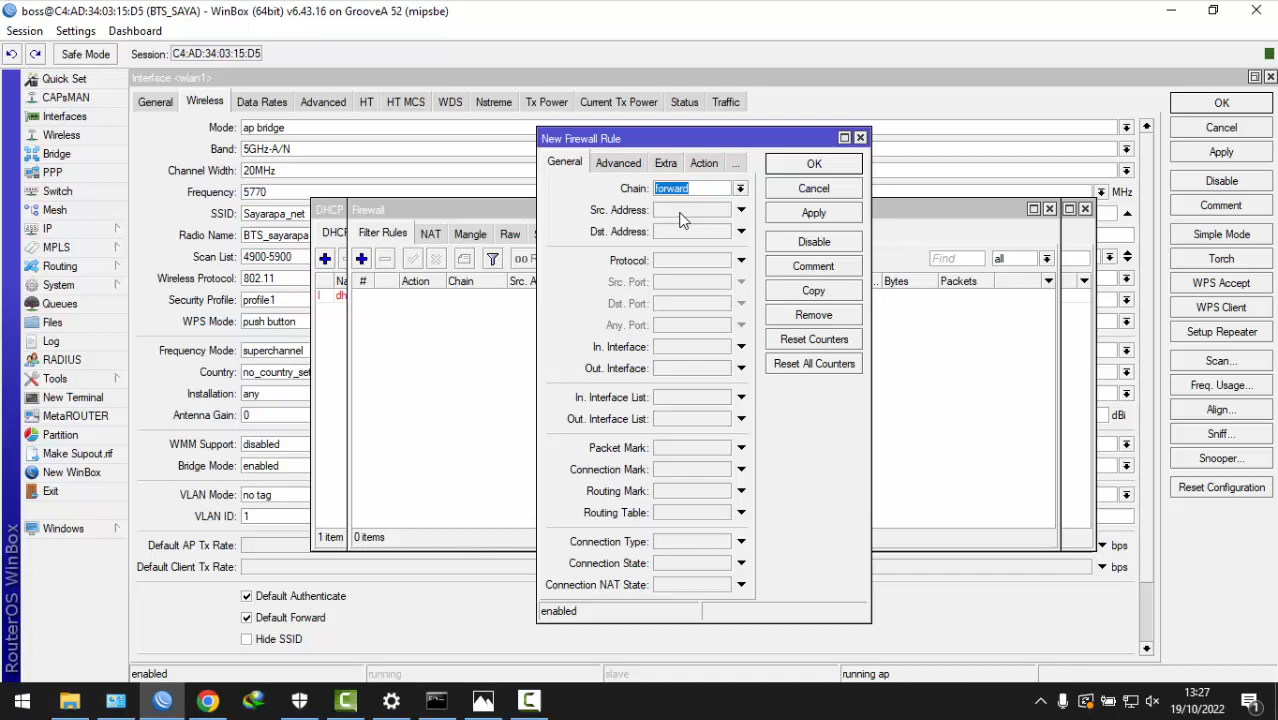 boss@C4:AD:34:03:15:D5 (BTS_SAYA) - WinBox (64bit) v6.43.16 on GrooveA 52 (mipsbe)
Session Settings Dashboard
Safe Mode Session: C4:AD:34:03:15:D5
Quick Set
CAPsMAN
Interfaces
Wireless
Bridge
PPP
Switch
Mesh
IP
MPLS
Routing
System
Queues
Files
Log
RADIUS
Tools
New Terminal
MetaROUTER
Partition
Make Supout.rif
New WinBox
Exit
Windows
RouterOS WinBox
Interface <wlan1>
General Wireless Data Rates Advanced HT HT MCS WDS Nstreme Tx Power Current Tx Power Status Traffic
Mode: ap bridge
Band: 5GHz-A/N
Channel Width: 20MHz
Frequency: 5770 MHz
SSID: Sayarapa_net
Radio Name: BTS_sayarapa
Scan List: 4900-5900
Wireless Protocol: 802.11
Security Profile: profile1
WPS Mode: push button
Frequency Mode: superchannel
Country: no_country_set
Installation: any
Antenna Gain: 0 dBi
WMM Support: disabled
Bridge Mode: enabled
VLAN Mode: no tag
VLAN ID: 1
Default AP Tx Rate: bps
Default Client Tx Rate: bps
Default Authenticate
Default Forward
Hide SSID
enabled running slave running ap
OK
Cancel
Apply
Disable
Comment
Simple Mode
Torch
WPS Accept
WPS Client
Setup Repeater
Scan...
Freq. Usage...
Align...
Sniff...
Snooper...
Reset Configuration
DHCP
DHCP
Na
I dh
1 item
Firewall
Filter Rules NAT Mangle Raw
00 R
Find all
# Action Chain Src. A Bytes Packets
0 items
New Firewall Rule
General Advanced Extra Action ...
Chain: forward
Src. Address:
Dst. Address:
Protocol:
Src. Port:
Dst. Port:
Any. Port:
In. Interface:
Out. Interface:
In. Interface List:
Out. Interface List:
Packet Mark:
Connection Mark:
Routing Mark:
Routing Table:
Connection Type:
Connection State:
Connection NAT State:
enabled
OK
Cancel
Apply
Disable
Comment
Copy
Remove
Reset Counters
Reset All Counters
13:27
19/10/2022
1